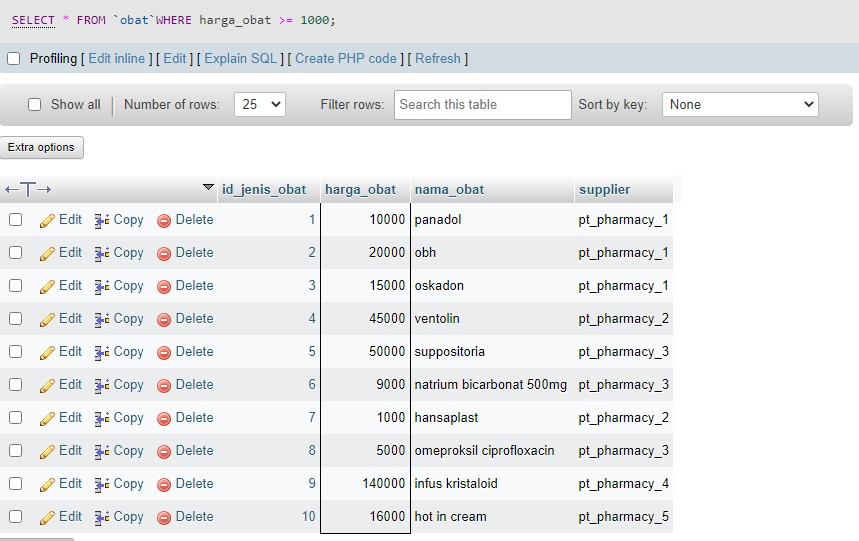 SELECT * FROM `obat`WHERE harga_obat >= 1000;
Profiling [ Edit inline ] [ Edit ] [ Explain SQL ] [ Create PHP code ] [ Refresh ]
Show all Number of rows: 25 Filter rows: Search this table Sort by key: None
Extra options
←T→ id_jenis_obat harga_obat nama_obat supplier
Edit Copy Delete 1 10000 panadol pt_pharmacy_1
Edit Copy Delete 2 20000 obh pt_pharmacy_1
Edit Copy Delete 3 15000 oskadon pt_pharmacy_1
Edit Copy Delete 4 45000 ventolin pt_pharmacy_2
Edit Copy Delete 5 50000 suppositoria pt_pharmacy_3
Edit Copy Delete 6 9000 natrium bicarbonat 500mg pt_pharmacy_3
Edit Copy Delete 7 1000 hansaplast pt_pharmacy_2
Edit Copy Delete 8 5000 omeproksil ciprofloxacin pt_pharmacy_3
Edit Copy Delete 9 140000 infus kristaloid pt_pharmacy_4
Edit Copy Delete 10 16000 hot in cream pt_pharmacy_5